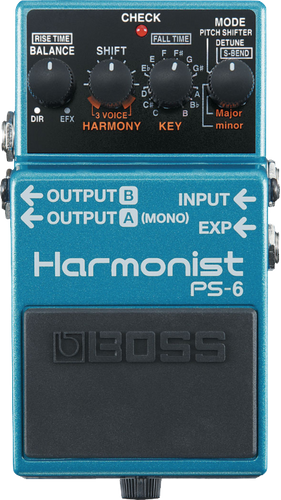 CHECK
RISE TIME
BALANCE
SHIFT
FALL TIME
MODE
PITCH SHIFTER
DETUNE
S-BEND
E F F#
E♭ G
DIR EFX
3 VOICE
HARMONY
KEY
Major
minor
OUTPUT B
OUTPUT A (MONO)
INPUT
EXP
Harmonist
PS-6
BOSS